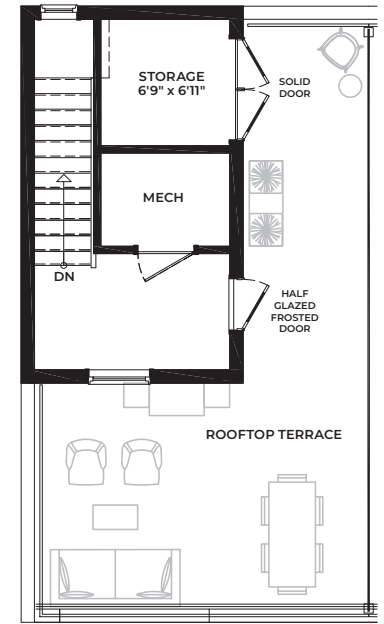 STORAGE
6'9" x 6'11"
SOLID
DOOR
MECH
DN
HALF
GLAZED
FROSTED
DOOR
ROOFTOP TERRACE